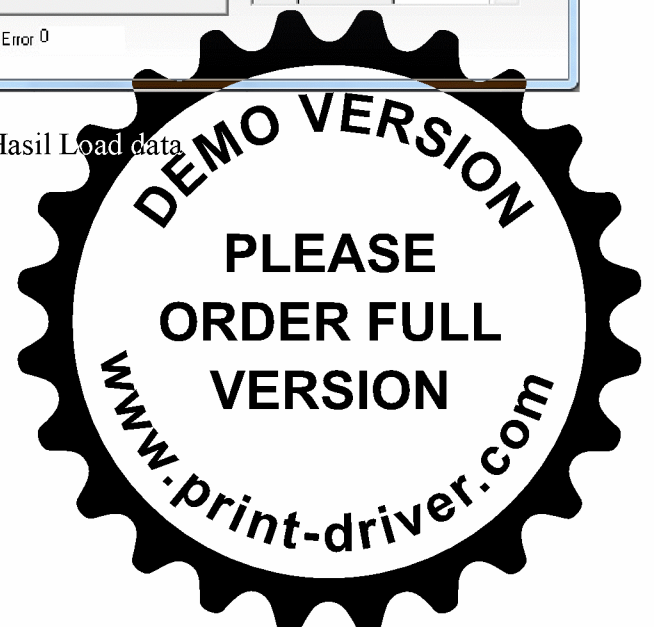 Error 0
Hasil Load data
DEMO VERSION
PLEASE
ORDER FULL
VERSION
www.print-driver.com